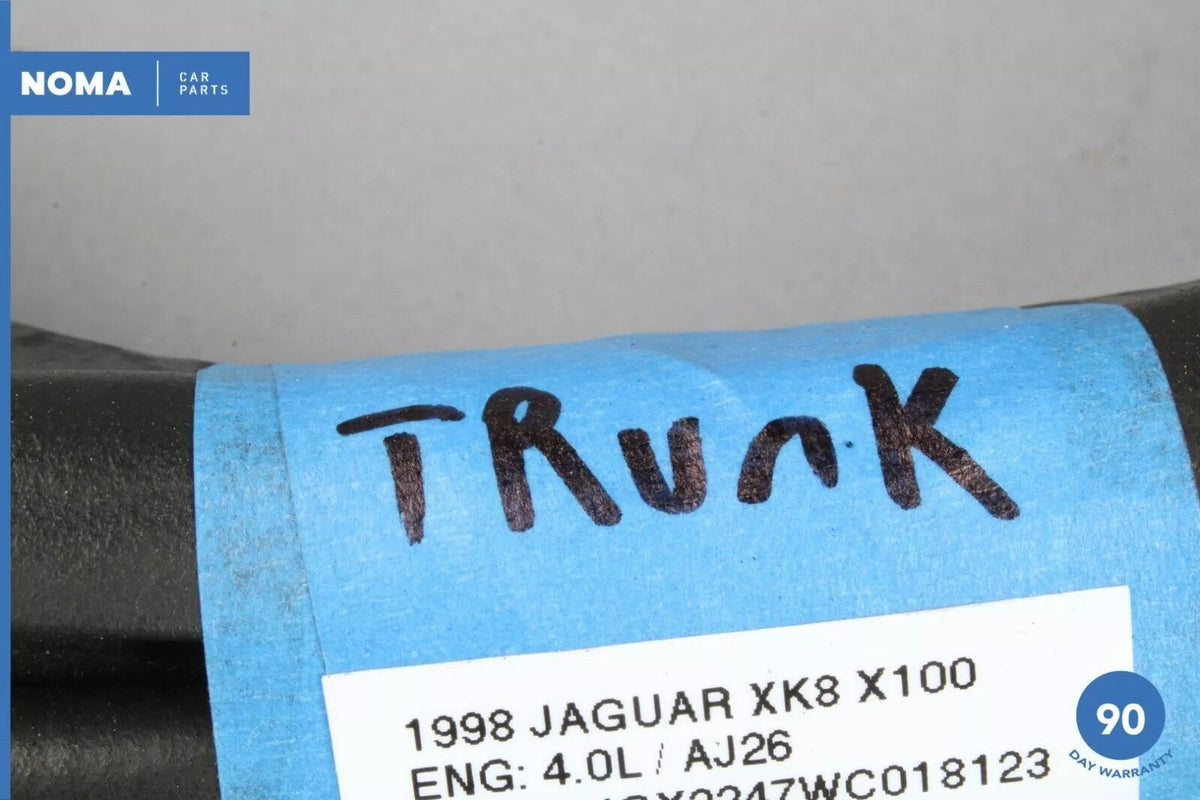 NOMA
CAR
PARTS
TRUnK
1998 JAGUAR XK8 X100
ENG: 4.0L / AJ26
90
DAY WARRANTY